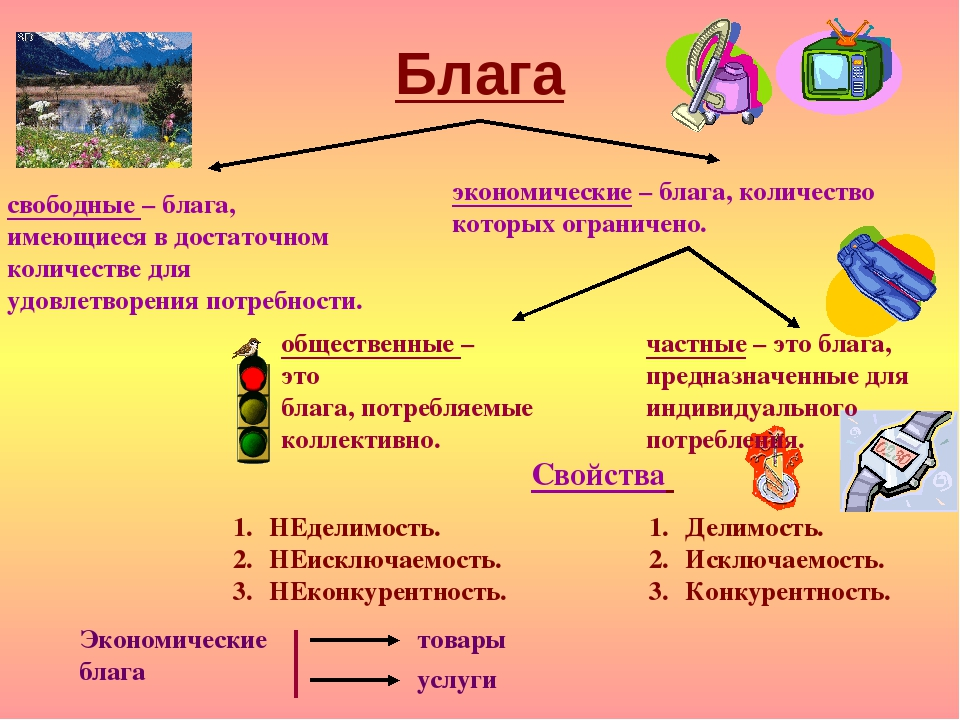 Блага
свободные – блага,
имеющиеся в достаточном
количестве для
удовлетворения потребности.
экономические – блага, количество
которых ограничено.
общественные –
это
блага, потребляемые
коллективно.
частные – это блага,
предназначенные для
индивидуального
потребления.
Свойства
1. НЕделимость.
2. НЕисключаемость.
3. НЕконкурентность.
1. Делимость.
2. Исключаемость.
3. Конкурентность.
Экономические
блага
товары
услуги